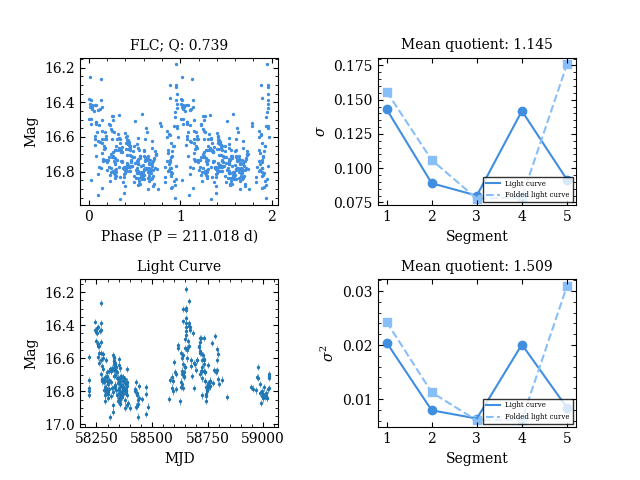 FLC; Q: 0.739
16.2
16.4
16.6
16.8
Mag
0
1
2
Phase (P = 211.018 d)
Mean quotient: 1.145
0.175
0.150
0.125
0.100
0.075
σ
Light curve
Folded light curve
1 2 3 4 5
Segment
Light Curve
16.2
16.4
16.6
16.8
17.0
Mag
58250 58500 58750 59000
MJD
Mean quotient: 1.509
0.03
0.02
0.01
σ²
Light curve
Folded light curve
1 2 3 4 5
Segment